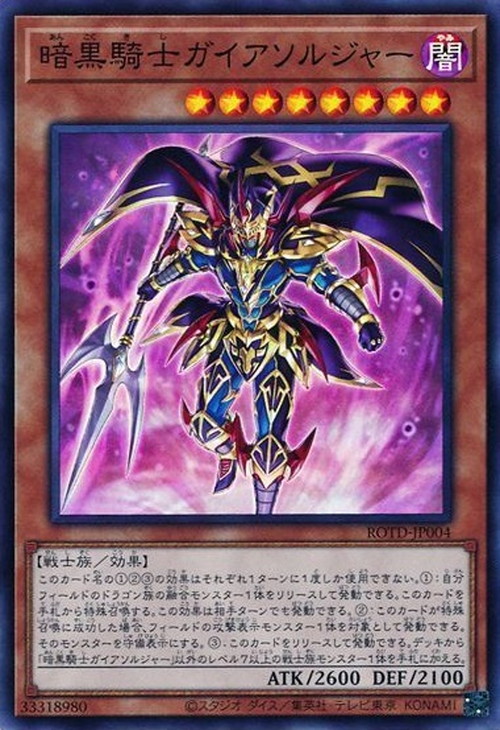 暗黒騎士ガイアソルジャー
闇
ROTD-JP004
【戦士族/効果】
このカード名の①②③の効果はそれぞれ1ターンに1度しか使用できない。①:自分
フィールドのドラゴン族の融合モンスター1体をリリースして発動できる。このカードを
手札から特殊召喚する。この効果は相手ターンでも発動できる。②:このカードが特殊
召喚に成功した場合、フィールドの攻撃表示モンスター1体を対象として発動できる。
そのモンスターを守備表示にする。③:このカードをリリースして発動できる。デッキから
「暗黒騎士ガイアソルジャー」以外のレベル7以上の戦士族モンスター1体を手札に加える。
ATK/2600 DEF/2100
33318980 ©スタジオ・ダイス/集英社・テレビ東京・KONAMI